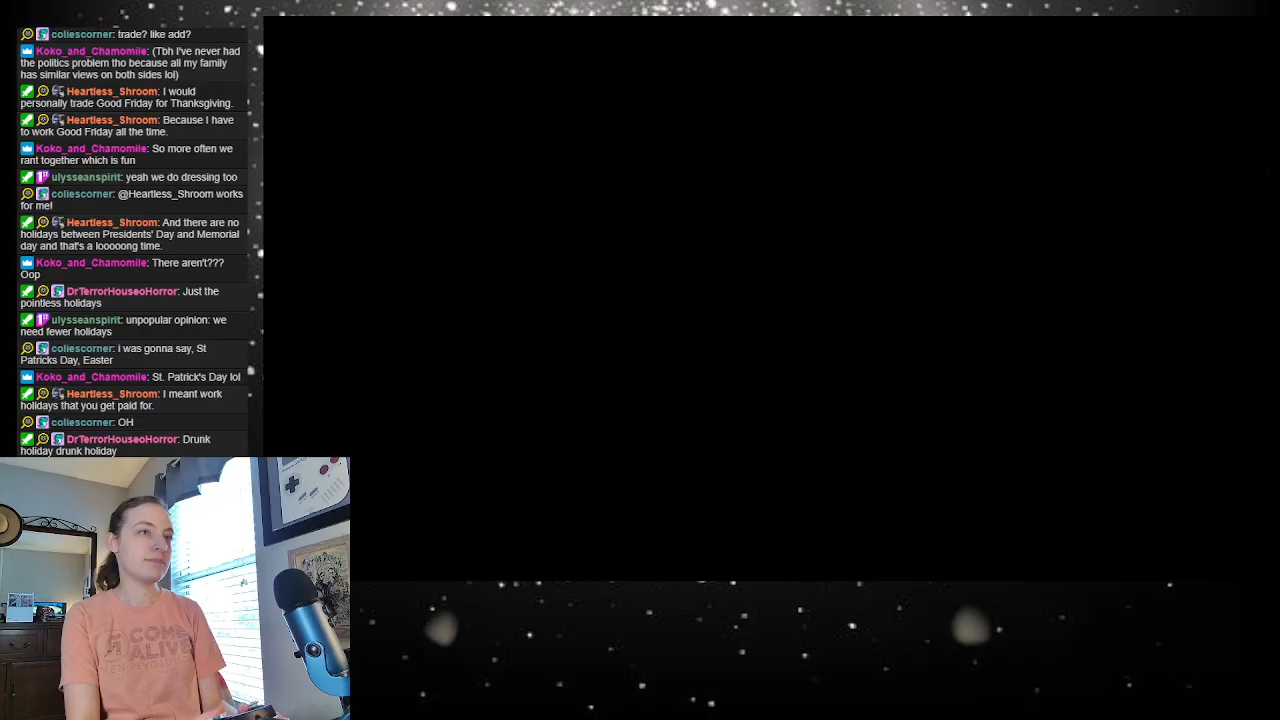 coliescorner: trade? like add?
Koko_and_Chamomile: (Tbh I've never had
the politics problem tho because all my family
has similar views on both sides lol)
Heartless_Shroom: I would
personally trade Good Friday for Thanksgiving.
Heartless_Shroom: Because I have
to work Good Friday all the time.
Koko_and_Chamomile: So more often we
rant together which is fun
ulysseanspirit: yeah we do dressing too
coliescorner: @Heartless_Shroom works
for me!
Heartless_Shroom: And there are no
holidays between Presidents' Day and Memorial
day and that's a looooong time.
Koko_and_Chamomile: There aren't???
Oop
DrTerrorHouseoHorror: Just the
pointless holidays
ulysseanspirit: unpopular opinion: we
need fewer holidays
coliescorner: i was gonna say, St
Patricks Day, Easter
Koko_and_Chamomile: St. Patrick's Day lol
Heartless_Shroom: I meant work
holidays that you get paid for.
coliescorner: OH
DrTerrorHouseoHorror: Drunk
holiday drunk holiday
COME
ALIVE